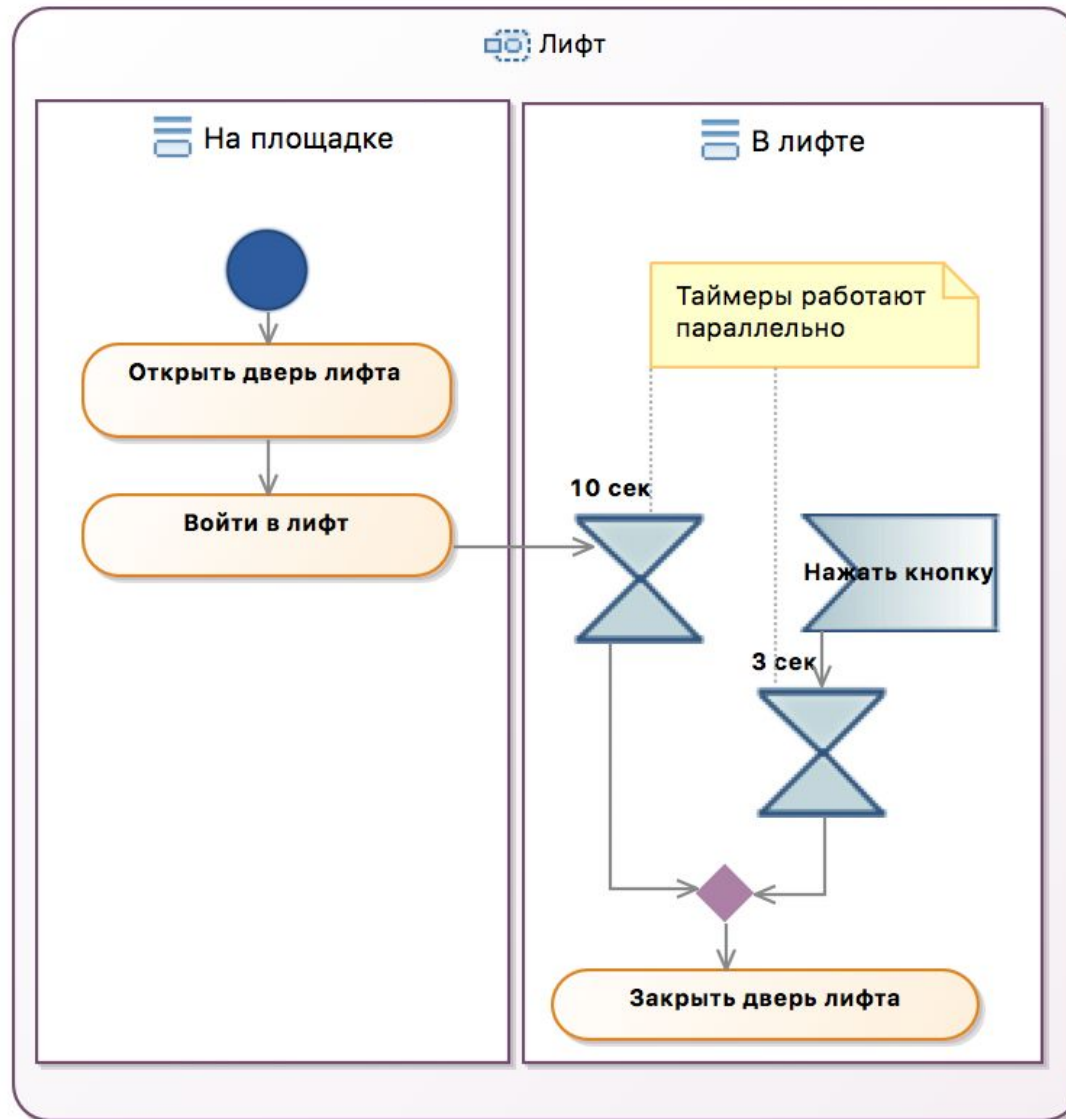 Лифт
На площадке
В лифте
Таймеры работают
параллельно
Открыть дверь лифта
10 сек
Войти в лифт
Нажать кнопку
3 сек
Закрыть дверь лифта